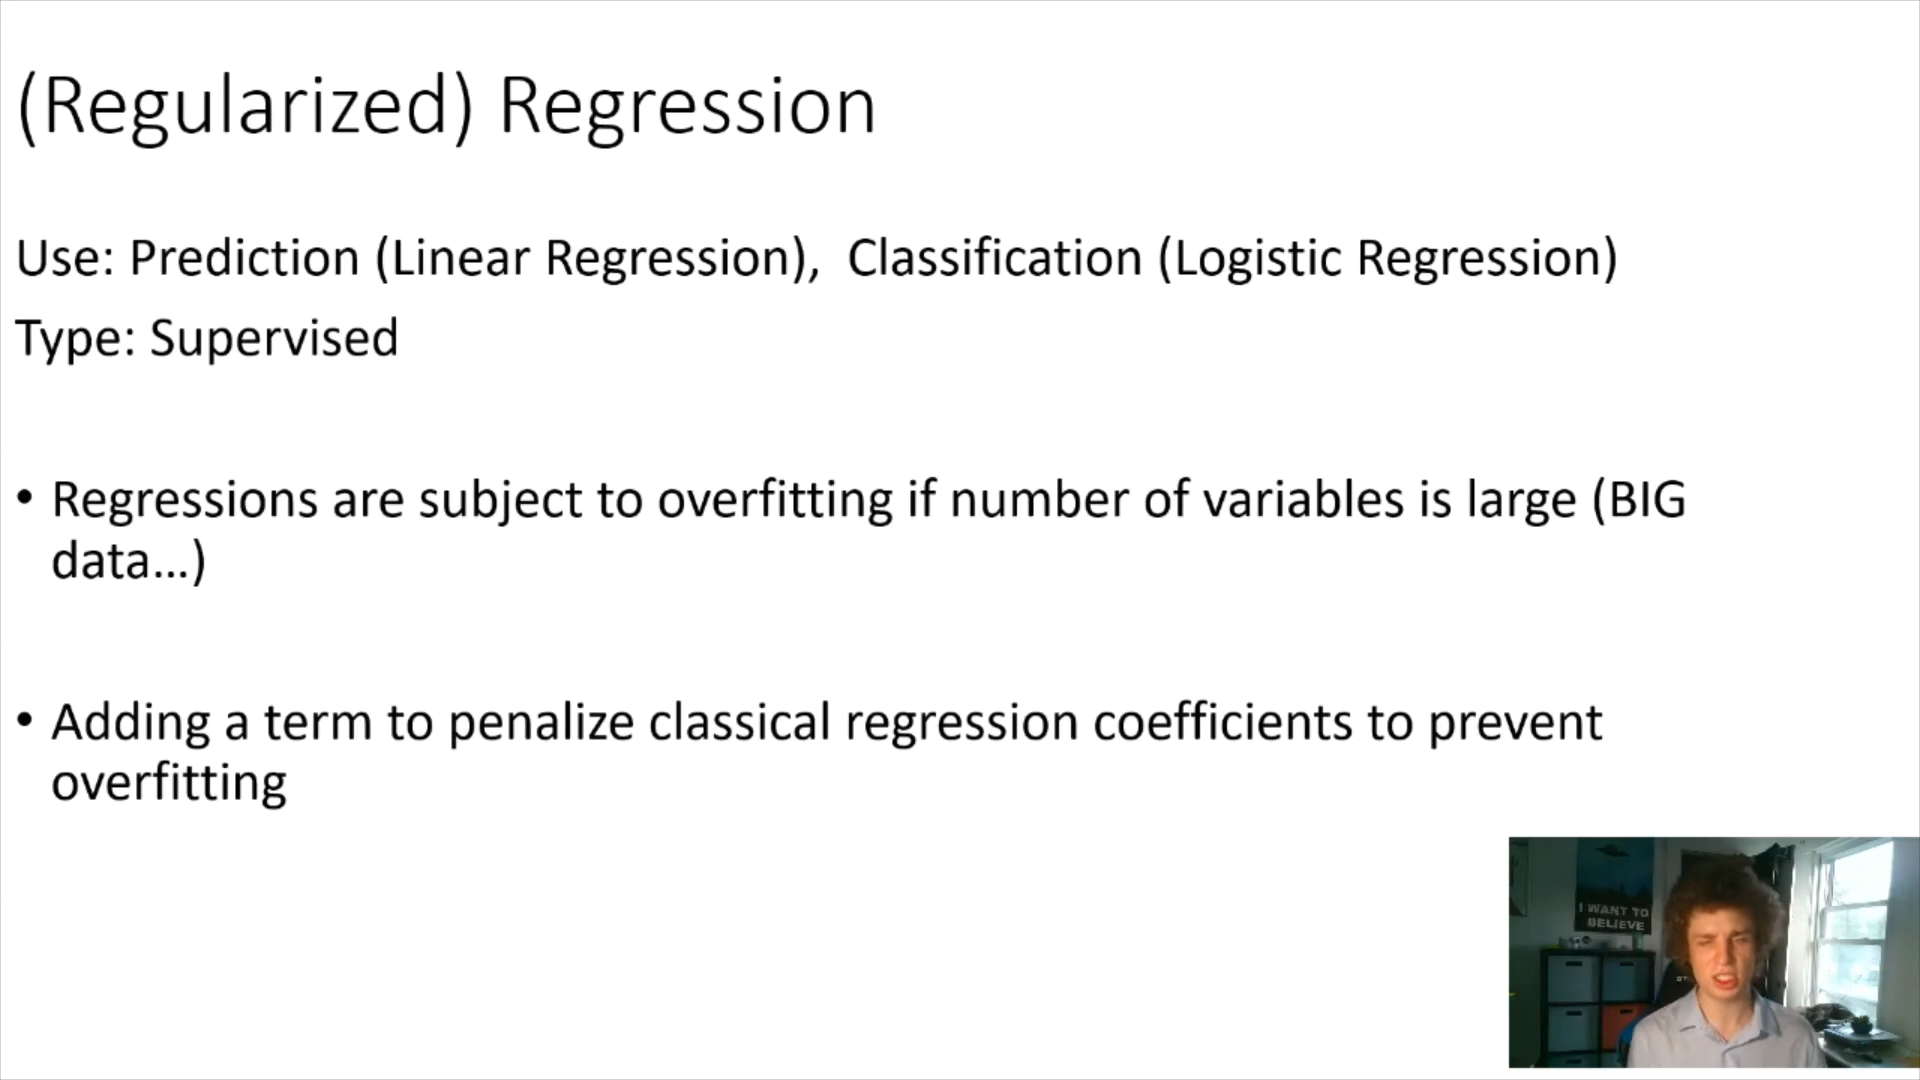 (Regularized) Regression
Use: Prediction (Linear Regression),  Classification (Logistic Regression)
Type: Supervised
• Regressions are subject to overfitting if number of variables is large (BIG
data...)
• Adding a term to penalize classical regression coefficients to prevent
overfitting
I WANT TO
BELIEVE